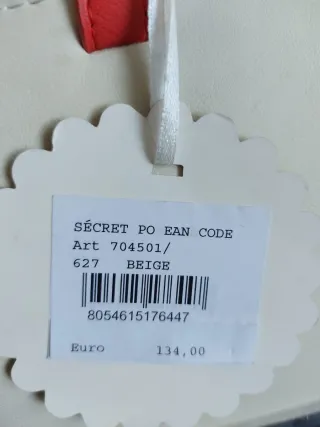 SÉCRET PO EAN CODE
Art 704501/
627 BEIGE
8054615176447
Euro 134,00